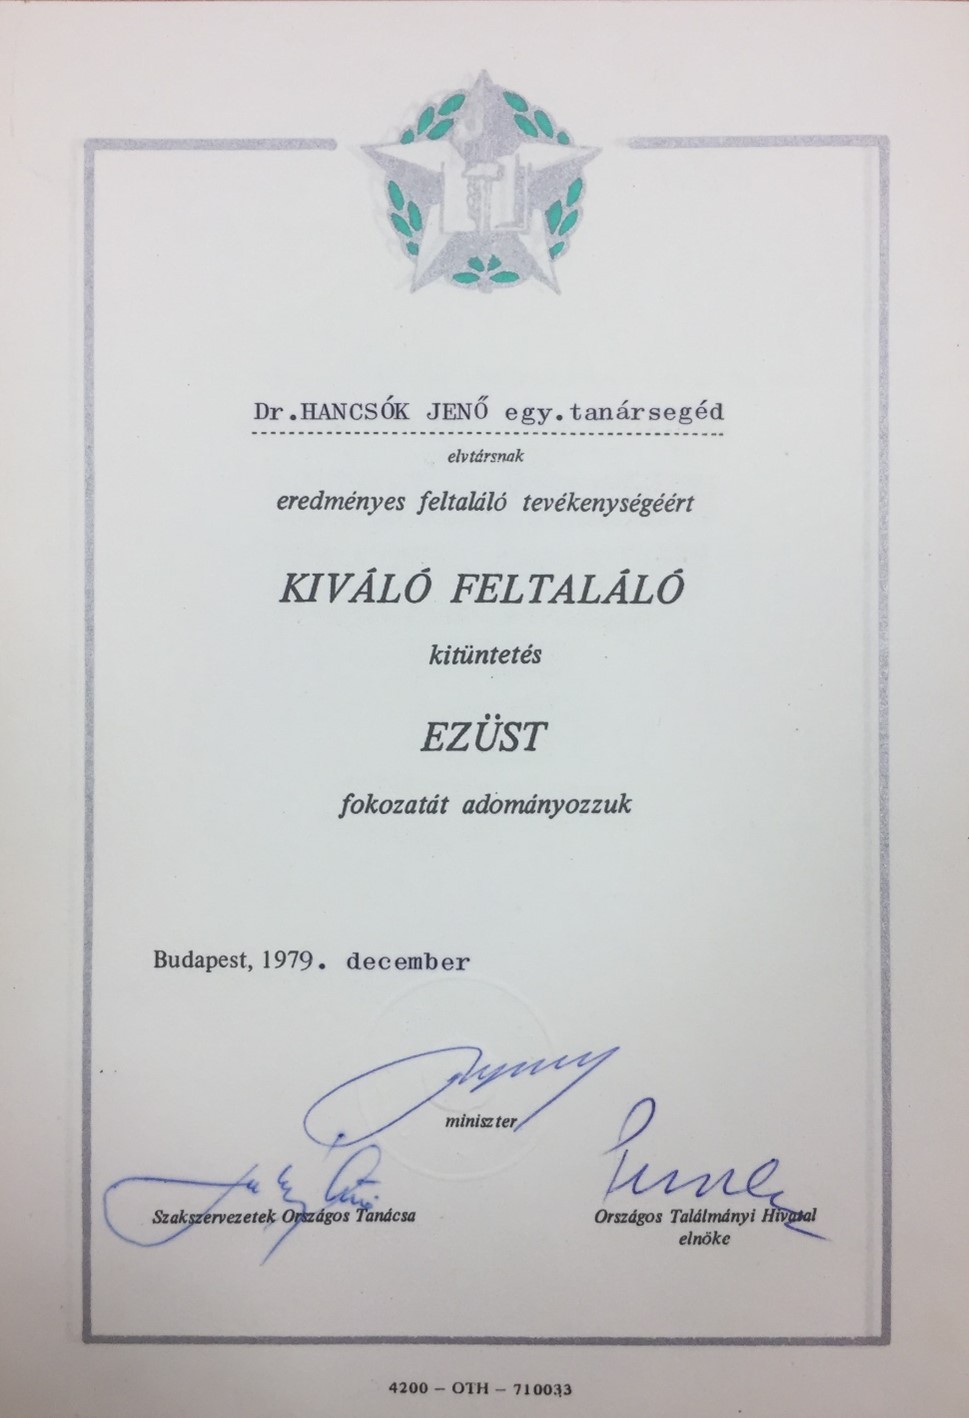 Dr.HANCSÓK JENŐ egy.tanársegéd
elvtársnak
eredményes feltaláló tevékenységéért
KIVÁLÓ FELTALÁLÓ
kitüntetés
EZÜST
fokozatát adományozzuk
Budapest, 1979. december
miniszter
Szakszervezetek Országos Tanácsa
Országos Találmányi Hivatal
elnöke
4200 – OTH – 710033